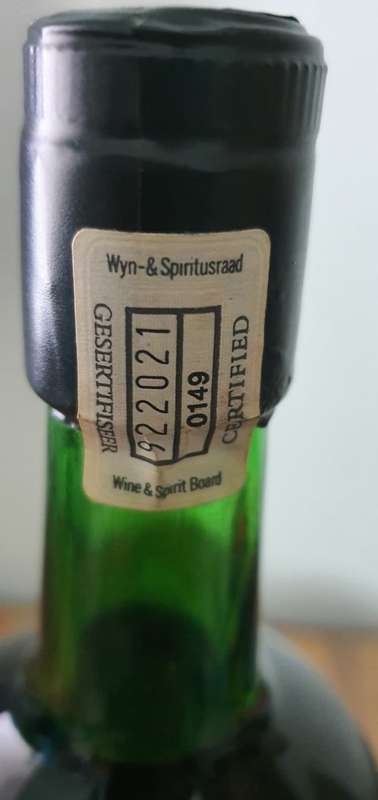 Wyn-& Spiritusraad
GESERTIFISEER
922021
0149
CERTIFIED
Wine & Spirit Board